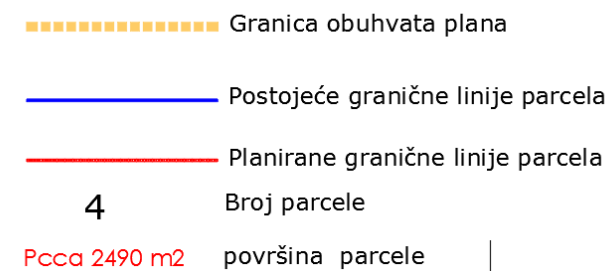 Granica obuhvata plana
Postojeće granične linije parcela
Planirane granične linije parcela
4 Broj parcele
Pcca 2490 m2 površina parcele